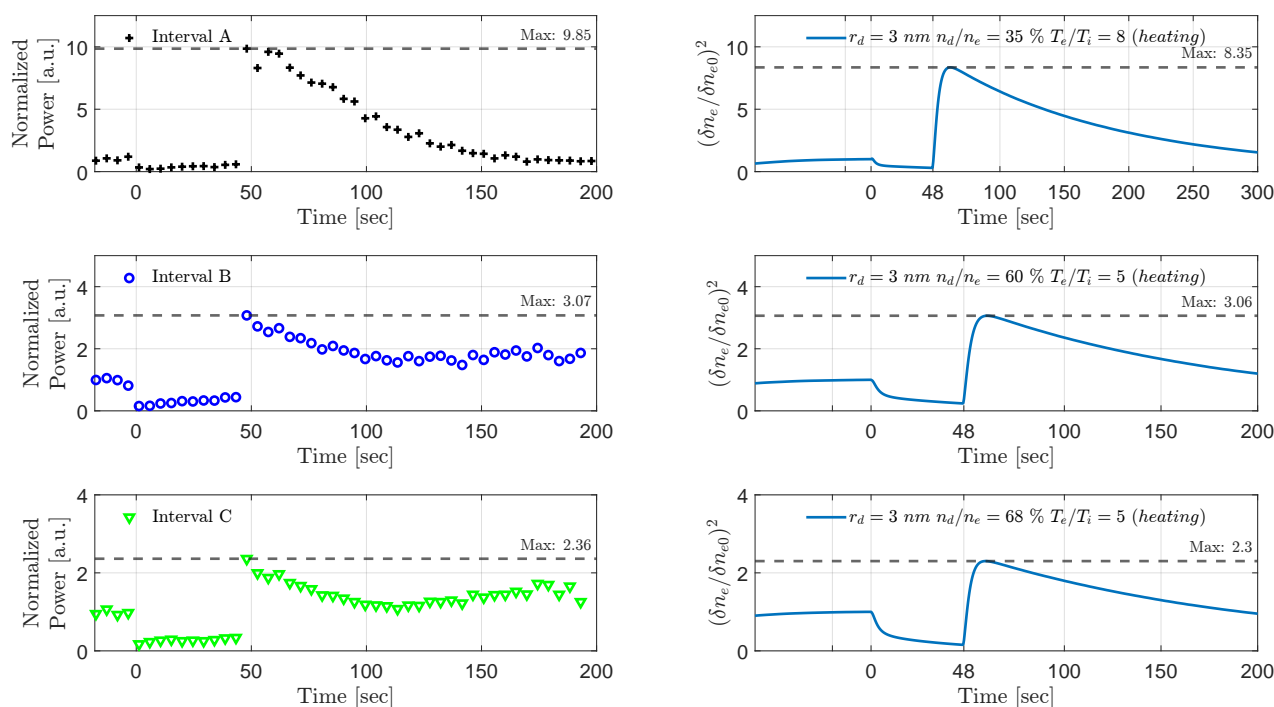 Normalized
Power [a.u.]
10
5
0
Interval A
Max: 9.85
0 50 100 150 200
Time [sec]
(δn_e/δn_{e0})^2
10
5
0
r_d = 3 nm n_d/n_e = 35 % T_e/T_i = 8 (heating)
Max: 8.35
0 48 100 150 200 250 300
Time [sec]
Normalized
Power [a.u.]
4
2
0
Interval B
Max: 3.07
0 50 100 150 200
Time [sec]
(δn_e/δn_{e0})^2
4
2
0
r_d = 3 nm n_d/n_e = 60 % T_e/T_i = 5 (heating)
Max: 3.06
0 48 100 150 200
Time [sec]
Normalized
Power [a.u.]
4
2
0
Interval C
Max: 2.36
0 50 100 150 200
Time [sec]
(δn_e/δn_{e0})^2
4
2
0
r_d = 3 nm n_d/n_e = 68 % T_e/T_i = 5 (heating)
Max: 2.3
0 48 100 150 200
Time [sec]